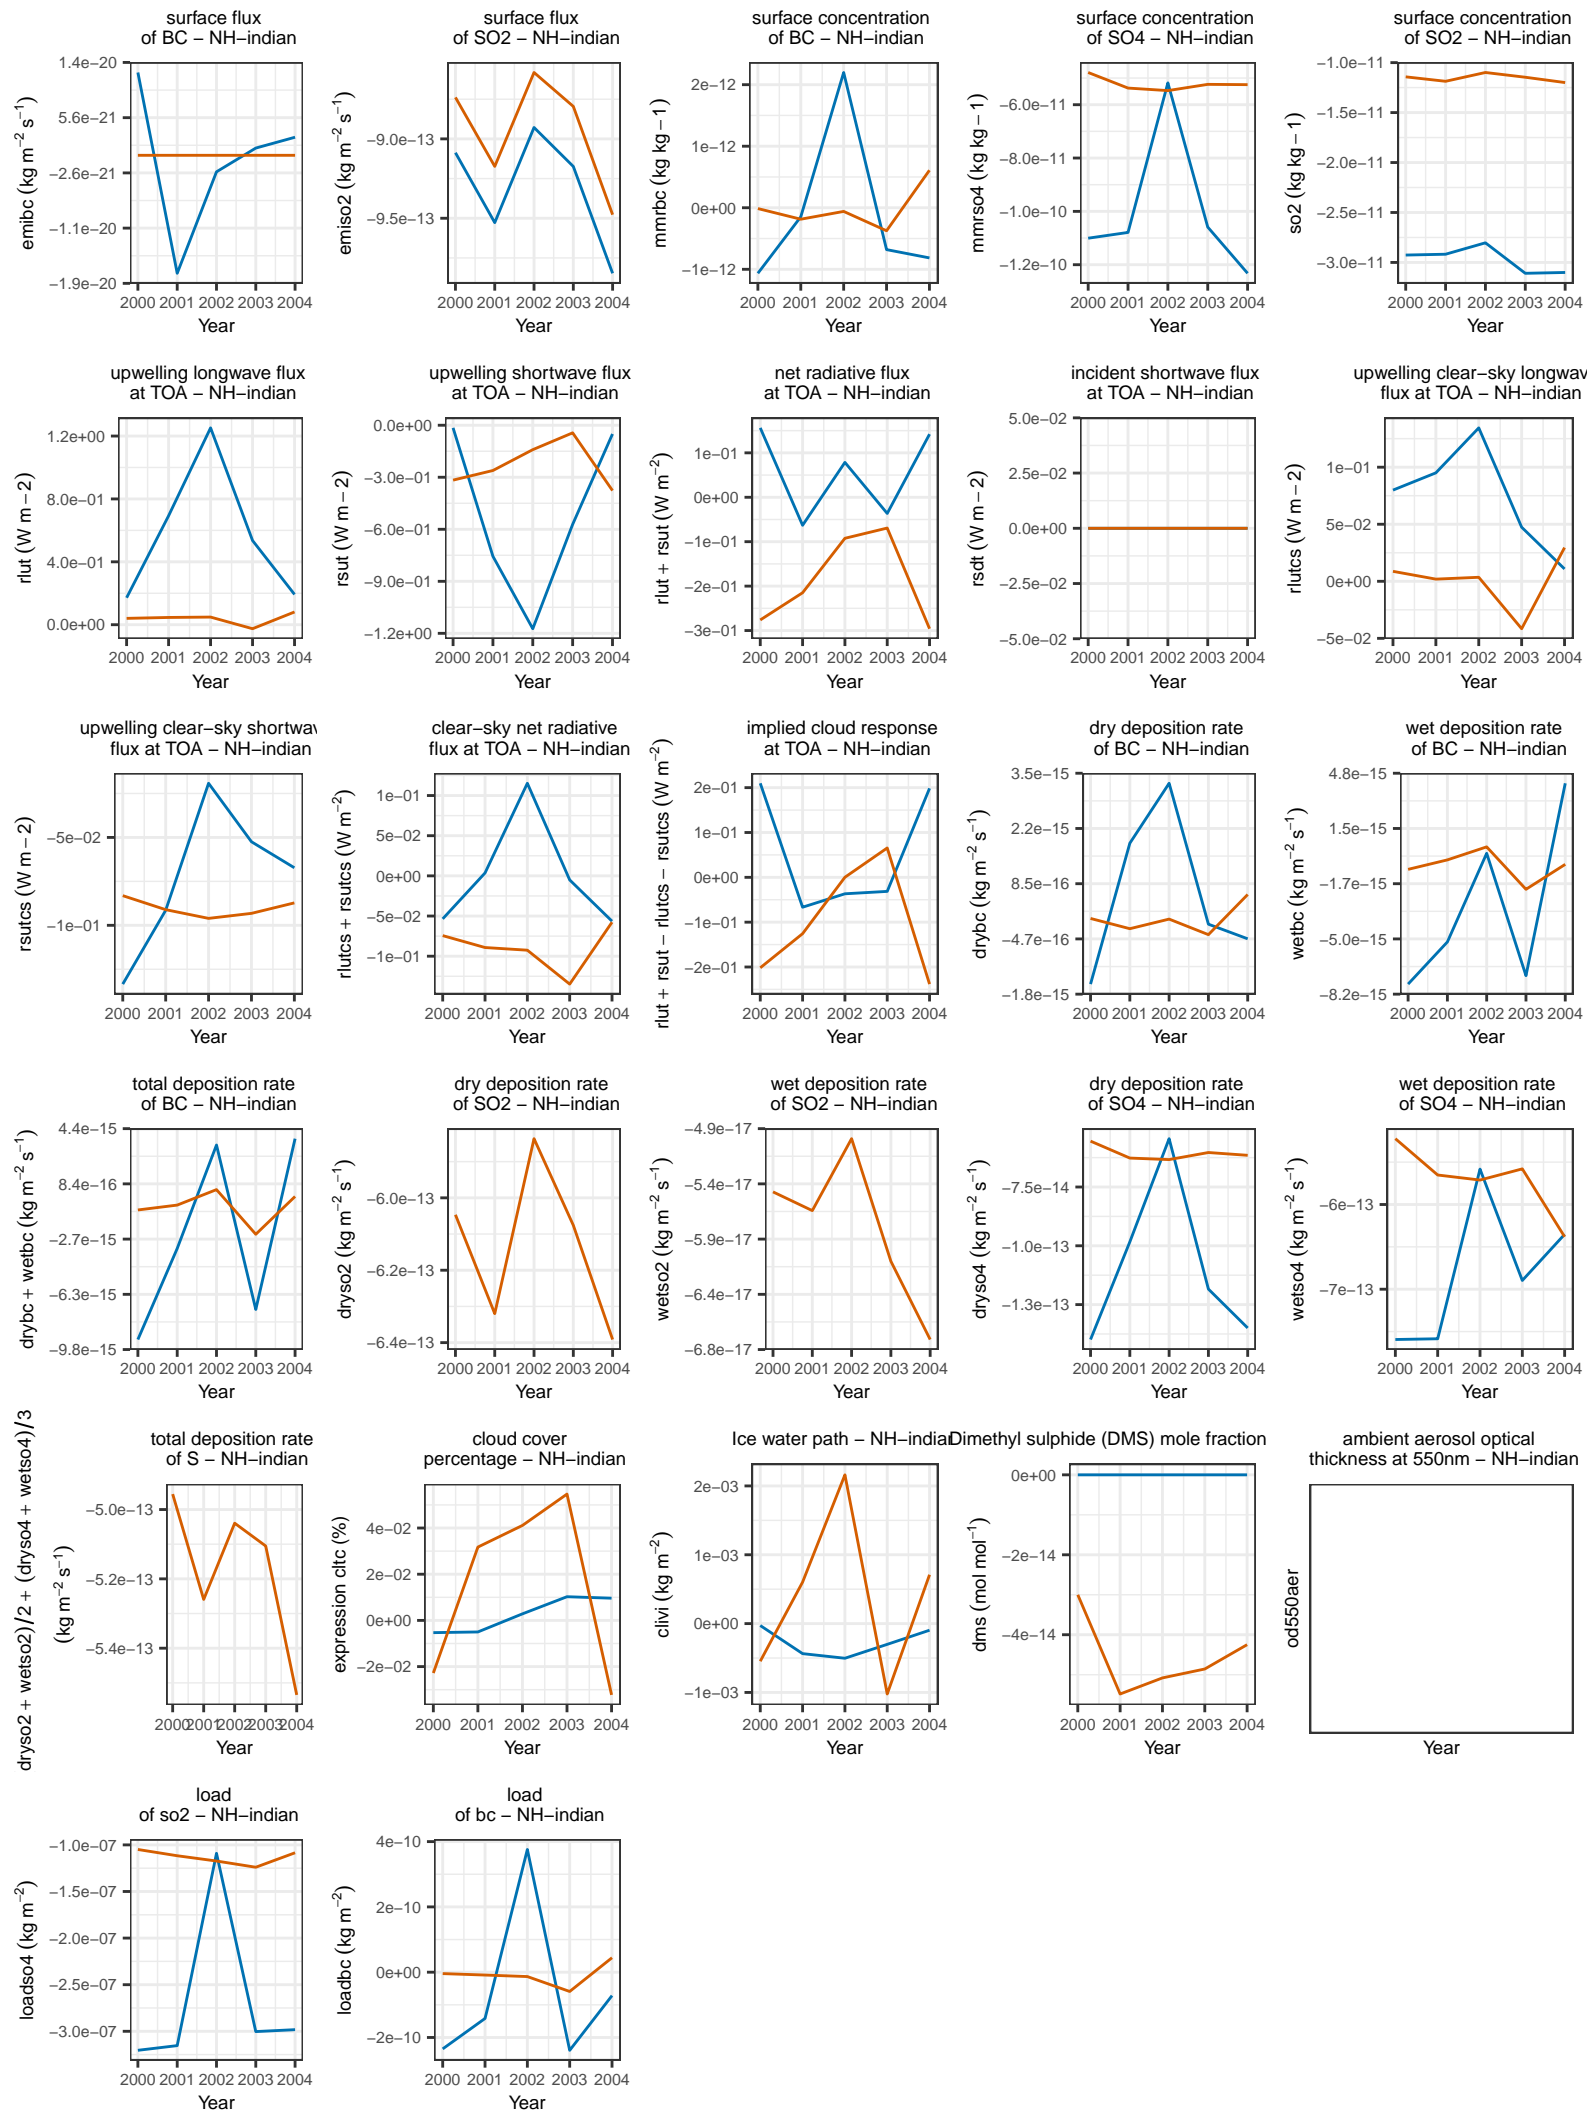 surface flux
of BC − NH−indian
emibc (kg m−2 s−1)
1.4e−20
5.6e−21
−2.6e−21
−1.1e−20
−1.9e−20
2000 2001 2002 2003 2004
Year
surface flux
of SO2 − NH−indian
emiso2 (kg m−2 s−1)
−9.0e−13
−9.5e−13
2000 2001 2002 2003 2004
Year
surface concentration
of BC − NH−indian
mmrbc (kg kg − 1)
2e−12
1e−12
0e+00
−1e−12
2000 2001 2002 2003 2004
Year
surface concentration
of SO4 − NH−indian
mmrso4 (kg kg − 1)
−6.0e−11
−8.0e−11
−1.0e−10
−1.2e−10
2000 2001 2002 2003 2004
Year
surface concentration
of SO2 − NH−indian
so2 (kg kg − 1)
−1.0e−11
−1.5e−11
−2.0e−11
−2.5e−11
−3.0e−11
2000 2001 2002 2003 2004
Year
upwelling longwave flux
at TOA − NH−indian
rlut (W m − 2)
1.2e+00
8.0e−01
4.0e−01
0.0e+00
2000 2001 2002 2003 2004
Year
upwelling shortwave flux
at TOA − NH−indian
rsut (W m − 2)
0.0e+00
−3.0e−01
−6.0e−01
−9.0e−01
−1.2e+00
2000 2001 2002 2003 2004
Year
net radiative flux
at TOA − NH−indian
rlut + rsut (W m−2)
1e−01
0e+00
−1e−01
−2e−01
−3e−01
2000 2001 2002 2003 2004
Year
incident shortwave flux
at TOA − NH−indian
rsdt (W m − 2)
5.0e−02
2.5e−02
0.0e+00
−2.5e−02
−5.0e−02
2000 2001 2002 2003 2004
Year
upwelling clear−sky longwav
flux at TOA − NH−indian
rlutcs (W m − 2)
1e−01
5e−02
0e+00
−5e−02
2000 2001 2002 2003 2004
Year
upwelling clear−sky shortwav
flux at TOA − NH−indian
rsutcs (W m − 2)
−5e−02
−1e−01
2000 2001 2002 2003 2004
Year
clear−sky net radiative
flux at TOA − NH−indian
rlutcs + rsutcs (W m−2)
1e−01
5e−02
0e+00
−5e−02
−1e−01
2000 2001 2002 2003 2004
Year
implied cloud response
at TOA − NH−indian
rlut + rsut − rlutcs − rsutcs (W m−2)
2e−01
1e−01
0e+00
−1e−01
−2e−01
2000 2001 2002 2003 2004
Year
dry deposition rate
of BC − NH−indian
drybc (kg m−2 s−1)
3.5e−15
2.2e−15
8.5e−16
−4.7e−16
−1.8e−15
2000 2001 2002 2003 2004
Year
wet deposition rate
of BC − NH−indian
wetbc (kg m−2 s−1)
4.8e−15
1.5e−15
−1.7e−15
−5.0e−15
−8.2e−15
2000 2001 2002 2003 2004
Year
total deposition rate
of BC − NH−indian
drybc + wetbc (kg m−2 s−1)
4.4e−15
8.4e−16
−2.7e−15
−6.3e−15
−9.8e−15
2000 2001 2002 2003 2004
Year
dry deposition rate
of SO2 − NH−indian
dryso2 (kg m−2 s−1)
−6.0e−13
−6.2e−13
−6.4e−13
2000 2001 2002 2003 2004
Year
wet deposition rate
of SO2 − NH−indian
wetso2 (kg m−2 s−1)
−4.9e−17
−5.4e−17
−5.9e−17
−6.4e−17
−6.8e−17
2000 2001 2002 2003 2004
Year
dry deposition rate
of SO4 − NH−indian
dryso4 (kg m−2 s−1)
−7.5e−14
−1.0e−13
−1.3e−13
2000 2001 2002 2003 2004
Year
wet deposition rate
of SO4 − NH−indian
wetso4 (kg m−2 s−1)
−6e−13
−7e−13
2000 2001 2002 2003 2004
Year
total deposition rate
of S − NH−indian
dryso2 + wetso2)/2 + (dryso4 + wetso4)/3
(kg m−2 s−1)
−5.0e−13
−5.2e−13
−5.4e−13
2000 2001 2002 2003 2004
Year
cloud cover
percentage − NH−indian
expression cltc (%)
4e−02
2e−02
0e+00
−2e−02
2000 2001 2002 2003 2004
Year
Ice water path − NH−indian
clivi (kg m−2)
2e−03
1e−03
0e+00
−1e−03
2000 2001 2002 2003 2004
Year
Dimethyl sulphide (DMS) mole fraction
dms (mol mol−1)
0e+00
−2e−14
−4e−14
2000 2001 2002 2003 2004
Year
ambient aerosol optical
thickness at 550nm − NH−indian
od550aer
Year
load
of so2 − NH−indian
loadso4 (kg m−2)
−1.0e−07
−1.5e−07
−2.0e−07
−2.5e−07
−3.0e−07
2000 2001 2002 2003 2004
Year
load
of bc − NH−indian
loadbc (kg m−2)
4e−10
2e−10
0e+00
−2e−10
2000 2001 2002 2003 2004
Year